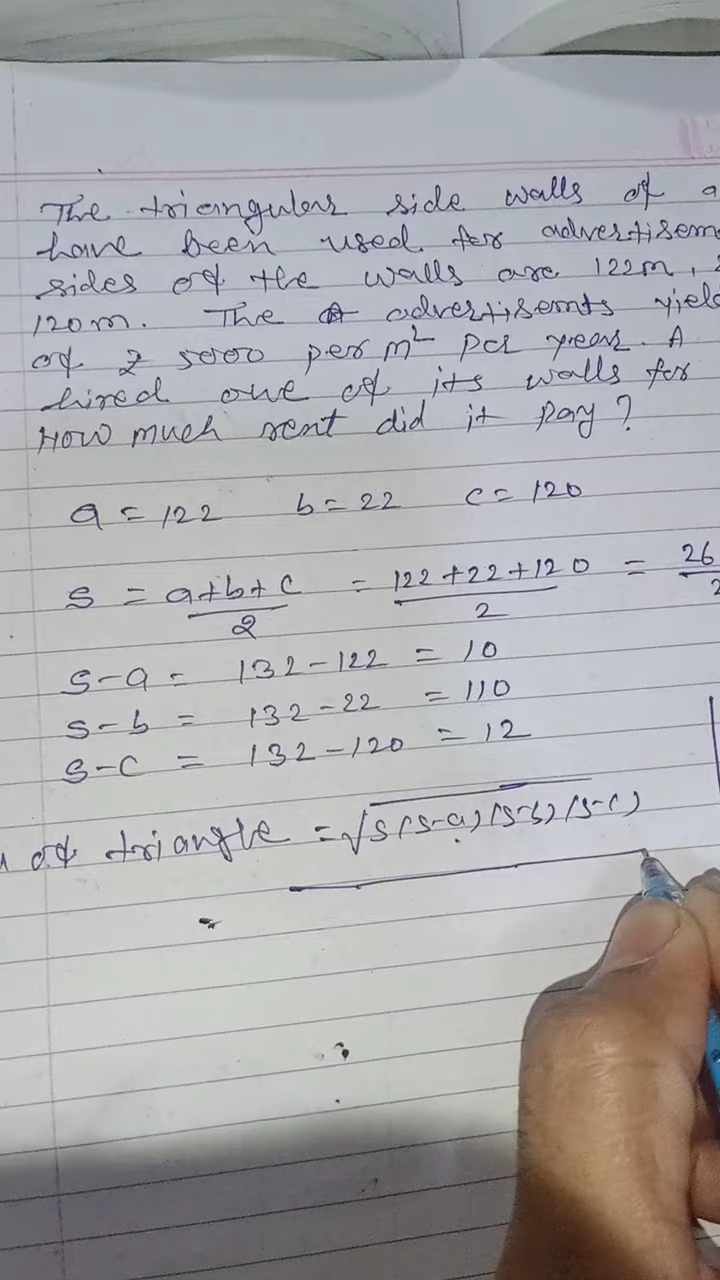 The triangular side walls of a
have been used for advertisem
sides of the walls are 122m,
120m. The advertisemts yield
of ₹ 5000 per m² per year. A
hired one of its walls for
How much rent did it pay?
a = 122 b = 22 c = 120
s = a+b+c/2 = 122+22+120/2 = 26
s-a = 132-122 = 10
s-b = 132-22 = 110
s-c = 132-120 = 12
of triangle = √s(s-a)(s-b)(s-c)
=